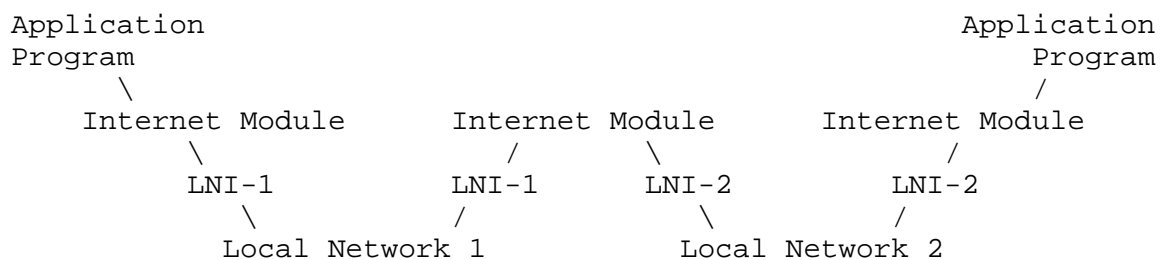 Application Application
Program Program
\ /
Internet Module Internet Module Internet Module
\ / \ /
LNI-1 LNI-1 LNI-2 LNI-2
\ / \ /
Local Network 1 Local Network 2